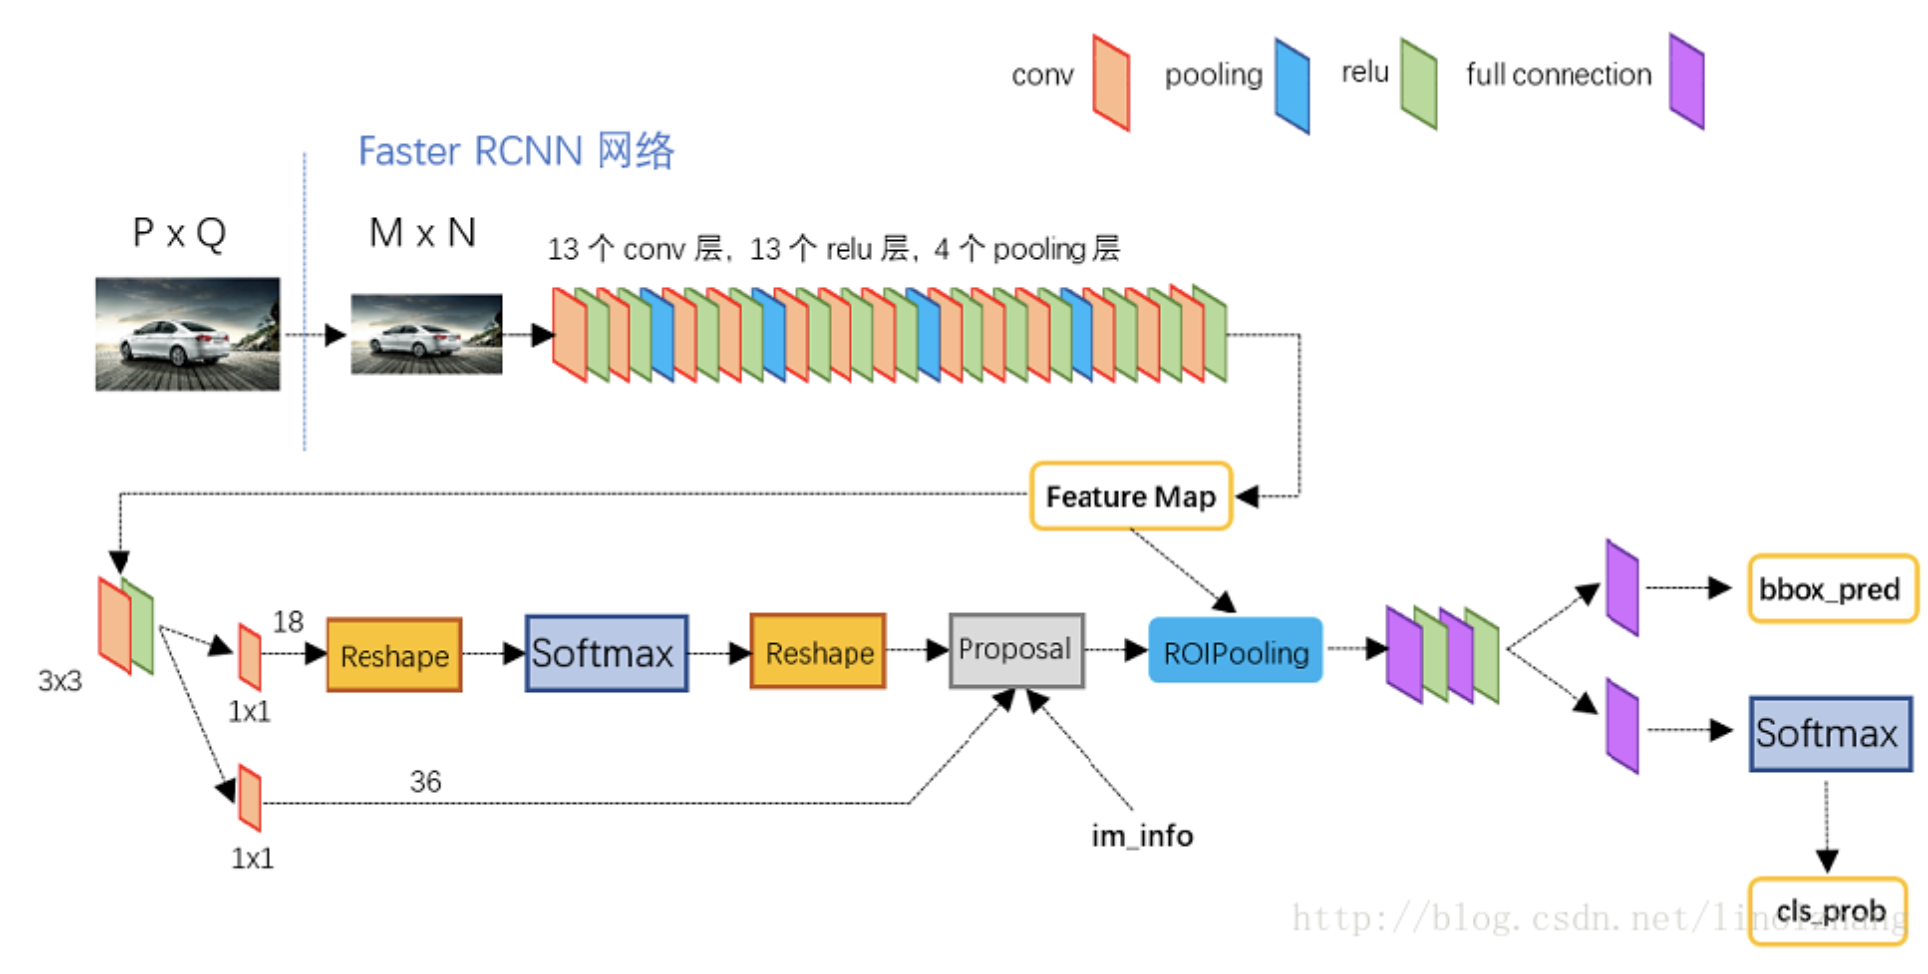 conv
pooling
relu
full connection
Faster RCNN 网络
P x Q
M x N
13 个 conv 层, 13 个 relu 层, 4 个 pooling 层
Feature Map
3x3
18
1x1
Reshape
Softmax
Reshape
Proposal
ROIPooling
bbox_pred
Softmax
36
1x1
im_info
cls_prob
http://blog.csdn.net/